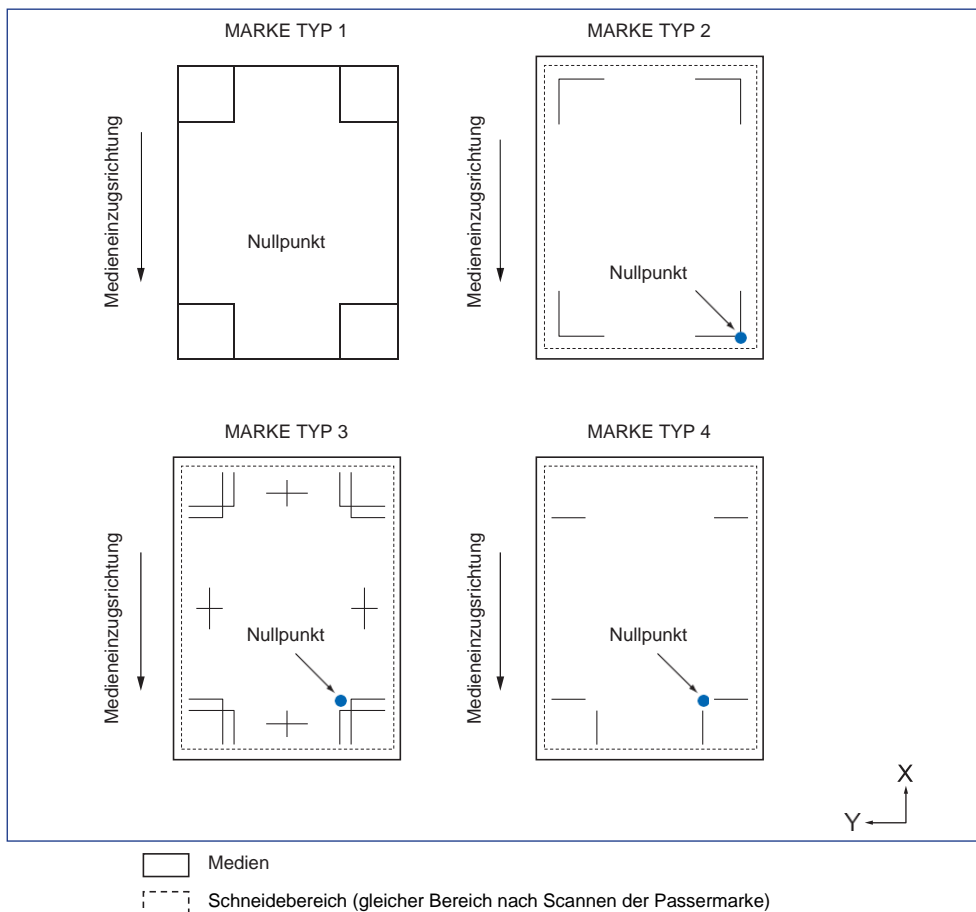 MARKE TYP 1
MARKE TYP 2
Medieneinzugsrichtung
Nullpunkt
Medieneinzugsrichtung
Nullpunkt
MARKE TYP 3
MARKE TYP 4
Medieneinzugsrichtung
Nullpunkt
Medieneinzugsrichtung
Nullpunkt
X
Y
Medien
Schneidebereich (gleicher Bereich nach Scannen der Passermarke)